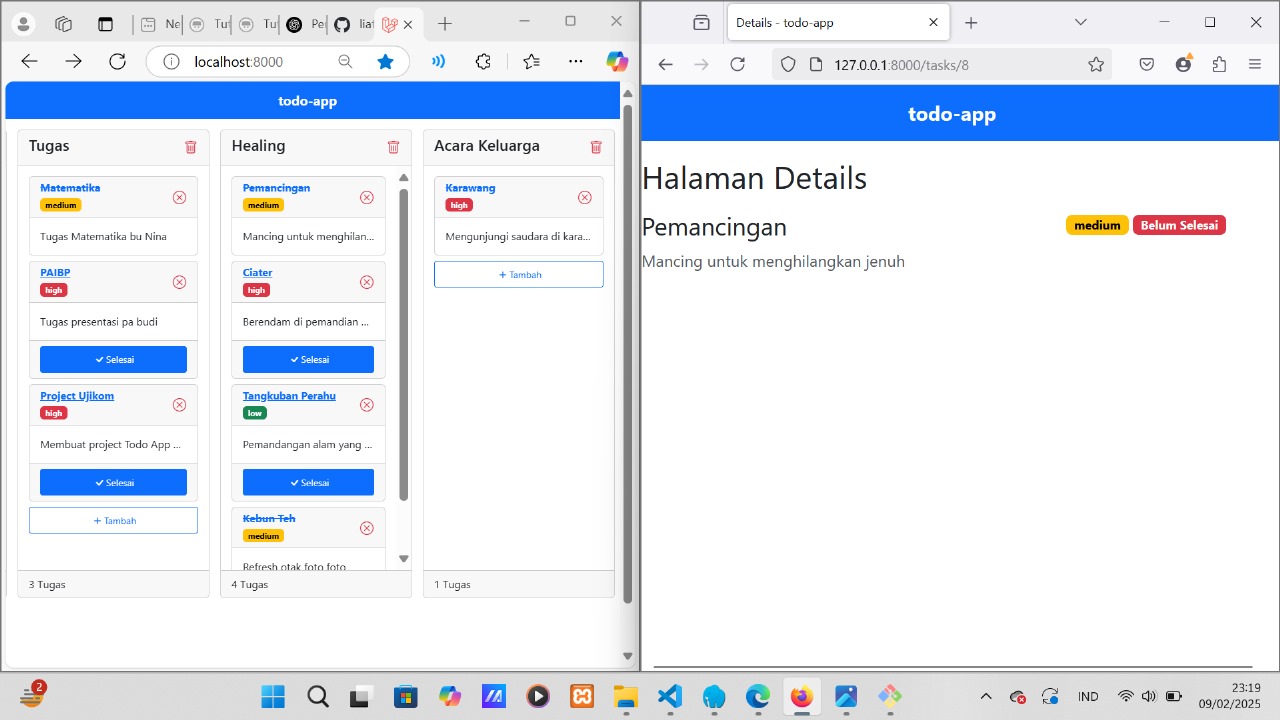 Ne
Tut
Tut
Pe
liat
localhost:8000
todo-app
Tugas
Matematika
medium
Tugas Matematika bu Nina
PAIBP
high
Tugas presentasi pa budi
Selesai
Project Ujikom
high
Membuat project Todo App ...
Selesai
+ Tambah
3 Tugas
Healing
Pemancingan
medium
Mancing untuk menghilan...
Ciater
high
Berendam di pemandian ...
Selesai
Tangkuban Perahu
low
Pemandangan alam yang ...
Selesai
Kebun Teh
medium
Refresh otak foto foto
4 Tugas
Acara Keluarga
Karawang
high
Mengunjungi saudara di kara...
+ Tambah
1 Tugas
Details - todo-app
127.0.0.1:8000/tasks/8
todo-app
Halaman Details
Pemancingan
medium Belum Selesai
Mancing untuk menghilangkan jenuh
2
IND
23:19
09/02/2025